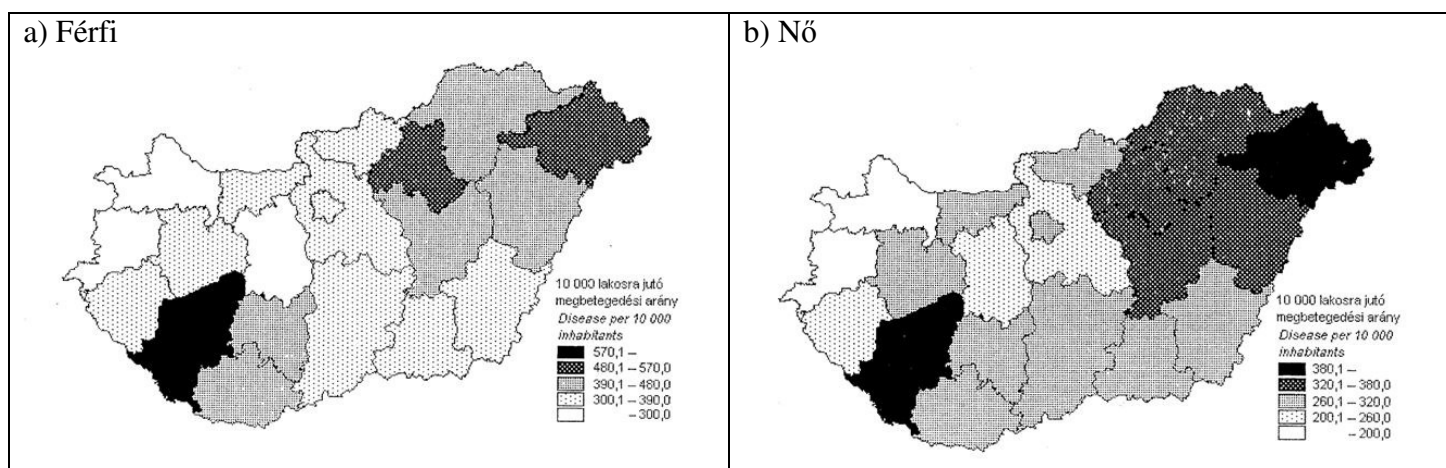 a) Férfi
10 000 lakosra jutó
megbetegedési arány
Disease per 10 000
inhabitants
570,1 –
480,1 – 570,0
390,1 – 480,0
300,1 – 390,0
– 300,0
b) Nő
10 000 lakosra jutó
megbetegedési arány
Disease per 10 000
inhabitants
380,1 –
320,1 – 380,0
260,1 – 320,0
200,1 – 260,0
– 200,0